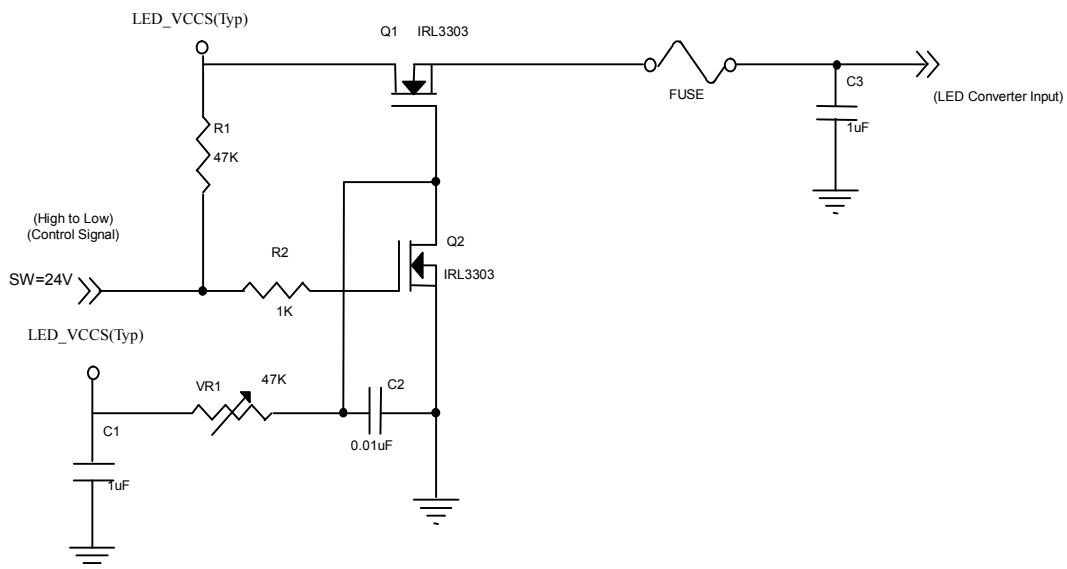 LED_VCCS(Typ)
Q1 IRL3303
FUSE
C3
1uF
(LED Converter Input)
R1
47K
(High to Low)
(Control Signal)
SW=24V
R2
1K
Q2
IRL3303
LED_VCCS(Typ)
VR1
47K
C2
0.01uF
C1
1uF